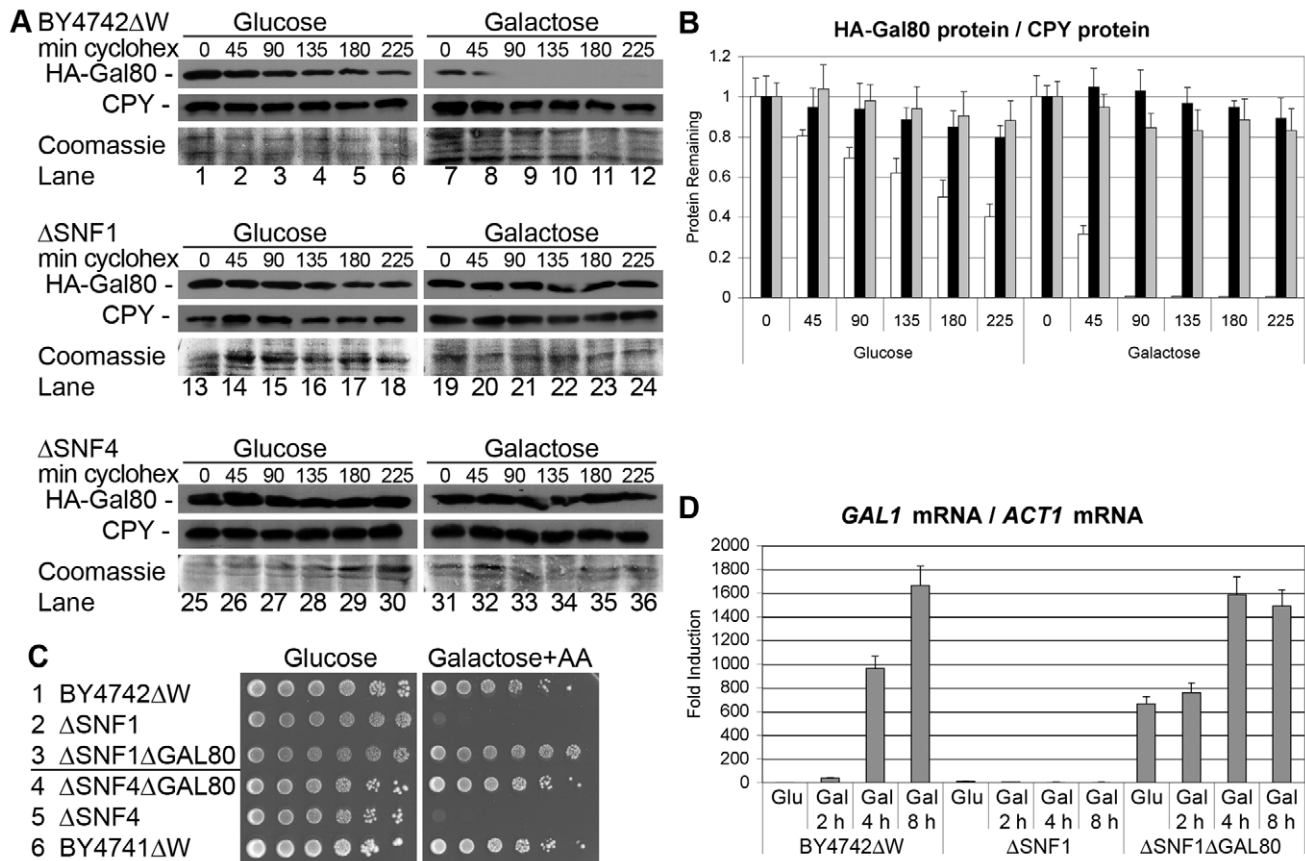 A
BY4742ΔW
Glucose
Galactose
min cyclohex 0 45 90 135 180 225 0 45 90 135 180 225
HA-Gal80 -
CPY -
Coomassie
Lane 1 2 3 4 5 6 7 8 9 10 11 12
ΔSNF1
Glucose
Galactose
min cyclohex 0 45 90 135 180 225 0 45 90 135 180 225
HA-Gal80 -
CPY -
Coomassie
Lane 13 14 15 16 17 18 19 20 21 22 23 24
ΔSNF4
Glucose
Galactose
min cyclohex 0 45 90 135 180 225 0 45 90 135 180 225
HA-Gal80 -
CPY -
Coomassie
Lane 25 26 27 28 29 30 31 32 33 34 35 36
B
HA-Gal80 protein / CPY protein
Protein Remaining
1.2
1
0.8
0.6
0.4
0.2
0
0 45 90 135 180 225 0 45 90 135 180 225
Glucose Galactose
C
Glucose Galactose+AA
1 BY4742ΔW
2 ΔSNF1
3 ΔSNF1ΔGAL80
4 ΔSNF4ΔGAL80
5 ΔSNF4
6 BY4741ΔW
D
GAL1 mRNA / ACT1 mRNA
Fold Induction
2000
1800
1600
1400
1200
1000
800
600
400
200
0
Glu Gal Gal Gal Glu Gal Gal Gal Glu Gal Gal Gal
2 h 4 h 8 h 2 h 4 h 8 h 2 h 4 h 8 h
BY4742ΔW ΔSNF1 ΔSNF1ΔGAL80